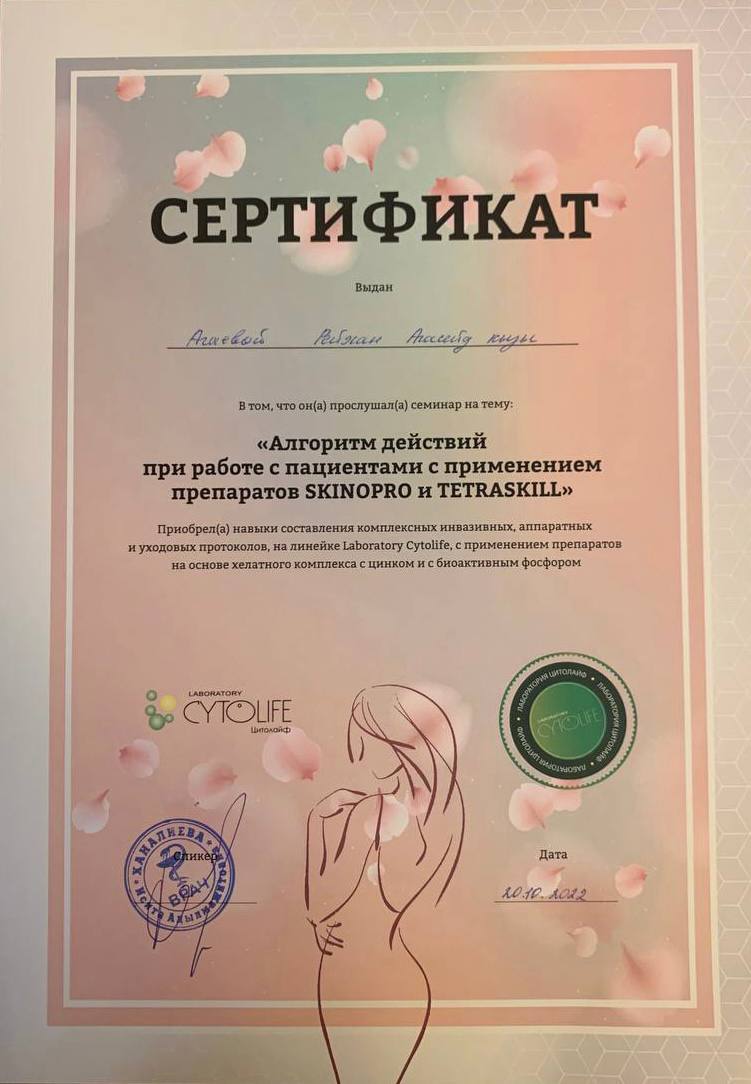 СЕРТИФИКАТ
Выдан
Агаевой Рейхан Агасейд кызы
В том, что он(а) прослушал(а) семинар на тему:
«Алгоритм действий
при работе с пациентами с применением
препаратов SKINOPRO и TETRASKILL»
Приобрел(а) навыки составления комплексных инвазивных, аппаратных
и уходовых протоколов, на линейке Laboratory Cytolife, с применением препаратов
на основе хелатного комплекса с цинком и с биоактивным фосфором
LABORATORY
CYTOLIFE
Цитолайф
ЛАБОРАТОРИЯ ЦИТОЛАЙФ • ЛАБОРАТОРИЯ ЦИТОЛАЙФ • ЛАБОРАТОРИЯ ЦИТОЛАЙФ •
LABORATORY
CYTOLIFE
ХАНАЛИЕВА
ВРАЧ
Спикер
Дата
20.10.2022